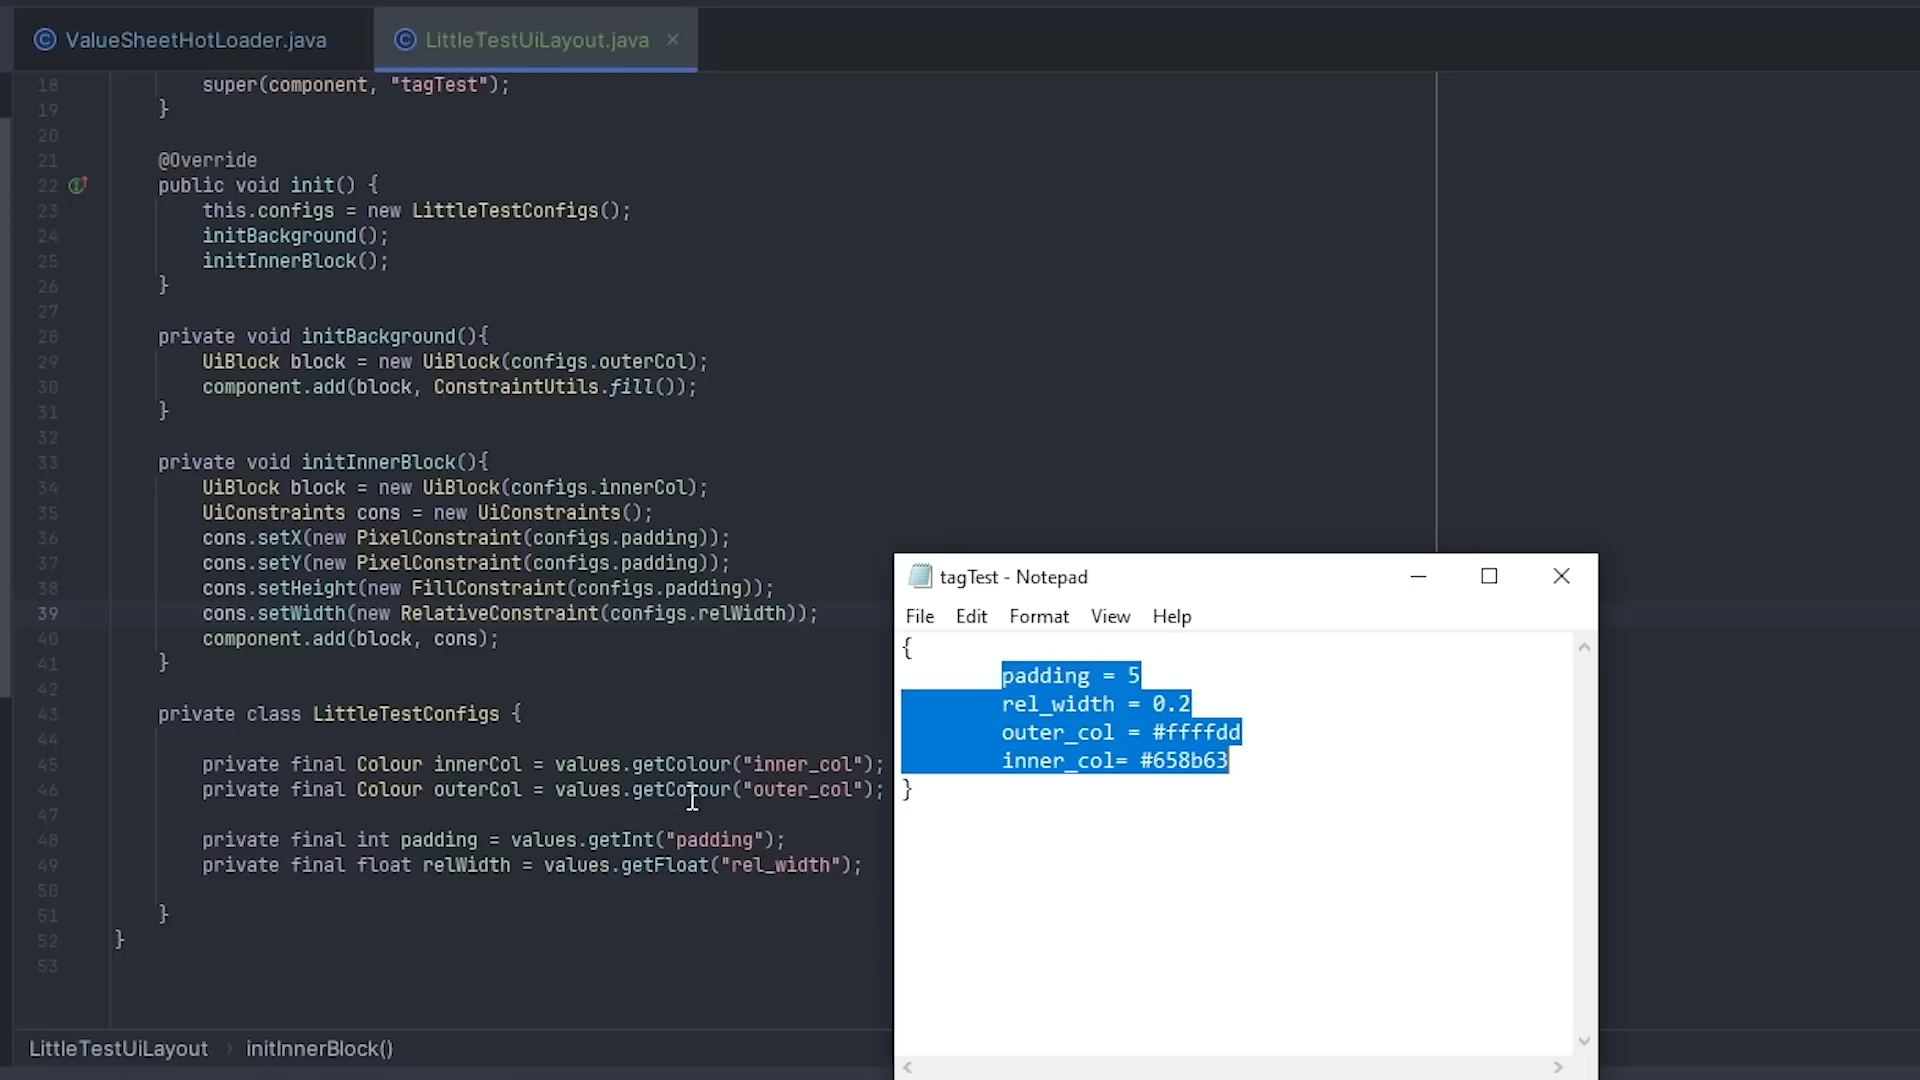 ValueSheetHotLoader.java
LittleTestUiLayout.java
18 super(component, "tagTest");
19 }
20
21 @Override
22 public void init() {
23 this.configs = new LittleTestConfigs();
24 initBackground();
25 initInnerBlock();
26 }
27
28 private void initBackground(){
29 UiBlock block = new UiBlock(configs.outerCol);
30 component.add(block, ConstraintUtils.fill());
31 }
32
33 private void initInnerBlock(){
34 UiBlock block = new UiBlock(configs.innerCol);
35 UiConstraints cons = new UiConstraints();
36 cons.setX(new PixelConstraint(configs.padding));
37 cons.setY(new PixelConstraint(configs.padding));
38 cons.setHeight(new FillConstraint(configs.padding));
39 cons.setWidth(new RelativeConstraint(configs.relWidth));
40 component.add(block, cons);
41 }
42
43 private class LittleTestConfigs {
44
45 private final Colour innerCol = values.getColour("inner_col");
46 private final Colour outerCol = values.getColour("outer_col");
47
48 private final int padding = values.getInt("padding");
49 private final float relWidth = values.getFloat("rel_width");
50
51 }
52 }
53
LittleTestUiLayout › initInnerBlock()
tagTest - Notepad
File Edit Format View Help
{
padding = 5
rel_width = 0.2
outer_col = #ffffdd
inner_col= #658b63
}